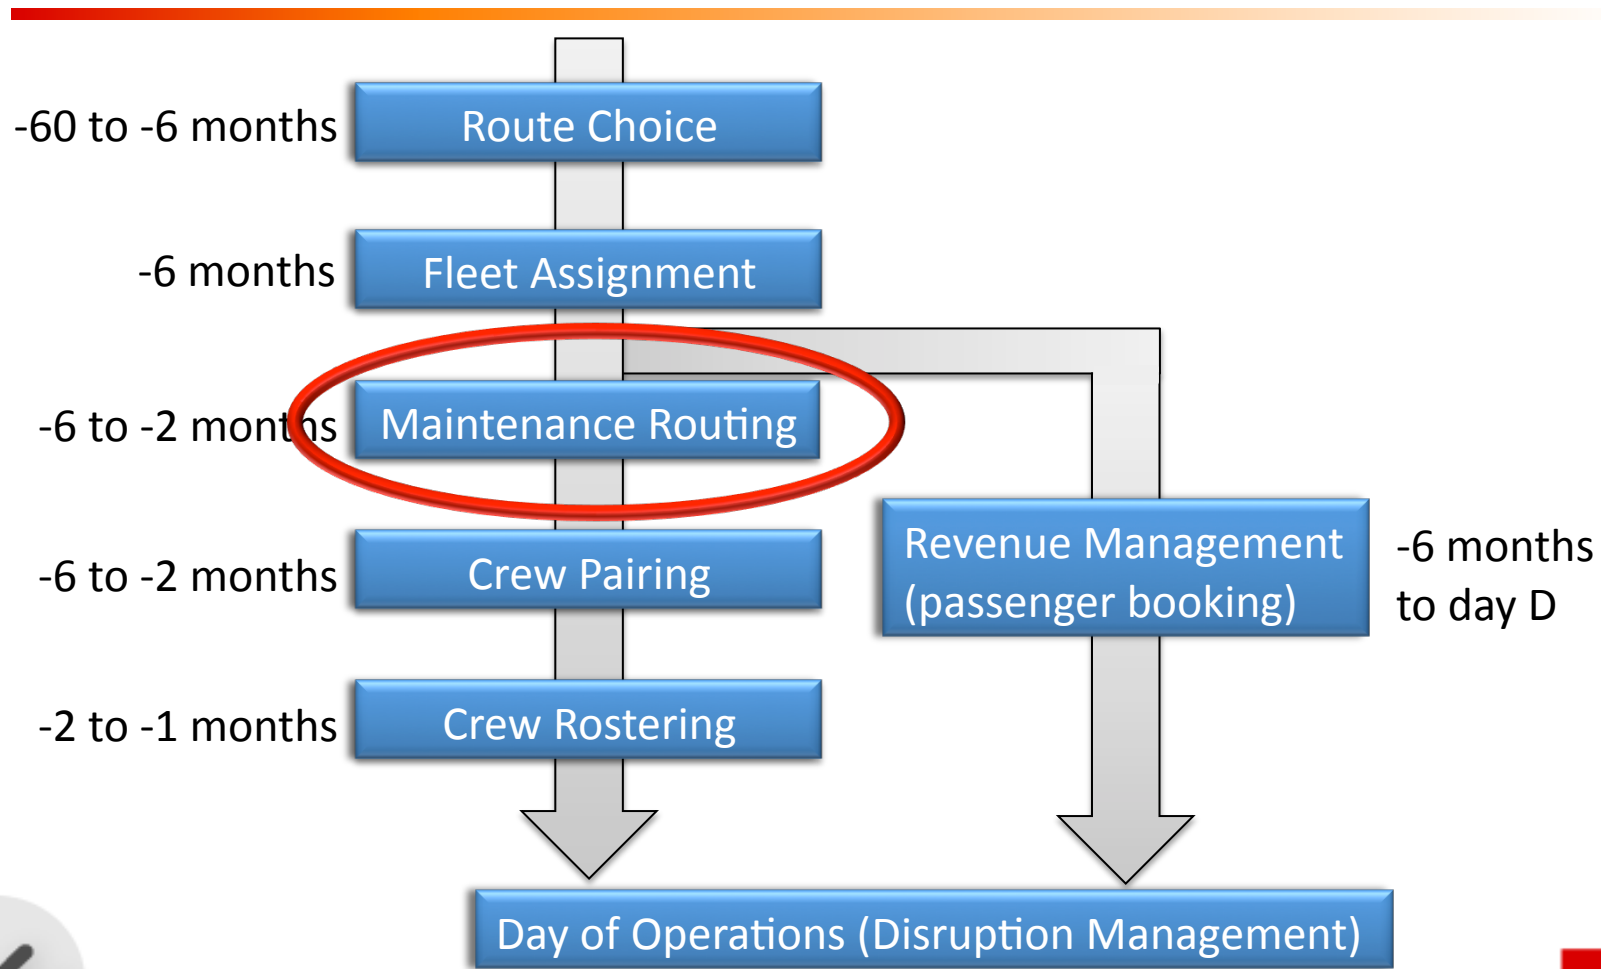 -60 to -6 months
Route Choice
-6 months
Fleet Assignment
-6 to -2 months
Maintenance Routing
-6 to -2 months
Crew Pairing
Revenue Management
(passenger booking)
-6 months
to day D
-2 to -1 months
Crew Rostering
Day of Operations (Disruption Management)